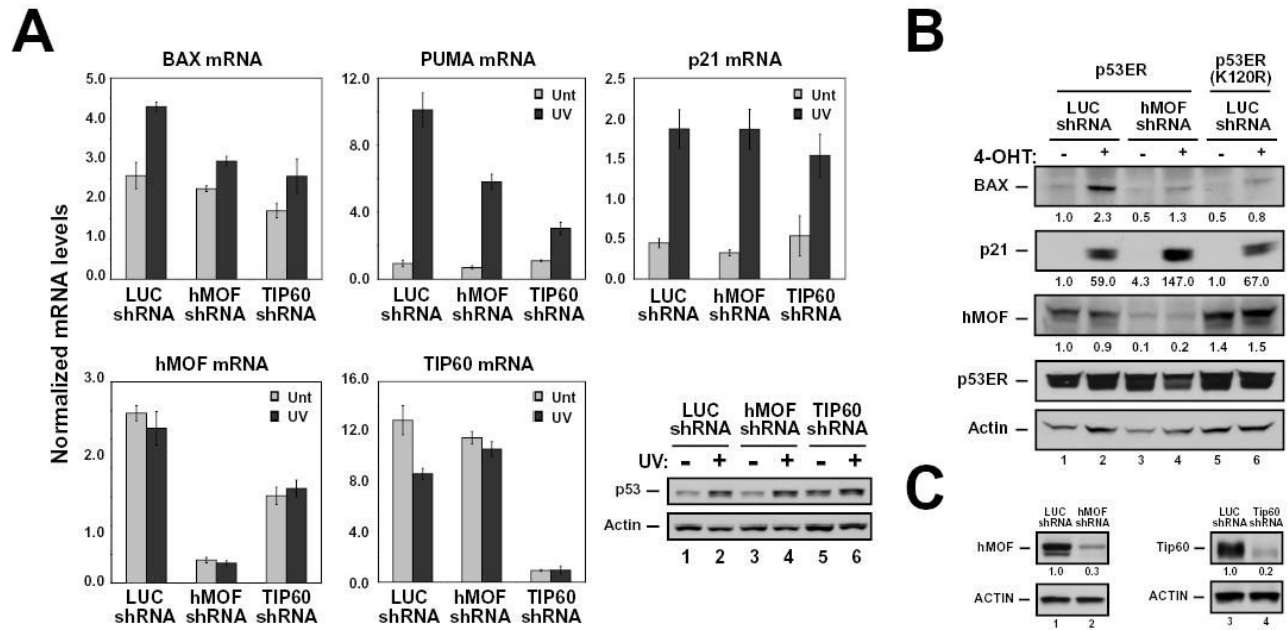 A
BAX mRNA
PUMA mRNA
p21 mRNA
Normalized mRNA levels
5.0
4.0
3.0
2.0
1.0
0.0
LUC shRNA
hMOF shRNA
TIP60 shRNA
12.0
8.0
4.0
0.0
Unt
UV
LUC shRNA
hMOF shRNA
TIP60 shRNA
2.5
2.0
1.5
1.0
0.5
0.0
Unt
UV
LUC shRNA
hMOF shRNA
TIP60 shRNA
hMOF mRNA
TIP60 mRNA
3.0
2.0
1.0
0.0
Unt
UV
LUC shRNA
hMOF shRNA
TIP60 shRNA
16.0
12.0
8.0
4.0
0.0
Unt
UV
LUC shRNA
hMOF shRNA
TIP60 shRNA
LUC shRNA
hMOF shRNA
TIP60 shRNA
UV: - + - + - +
p53
Actin
1 2 3 4 5 6
B
p53ER
p53ER (K120R)
LUC shRNA
hMOF shRNA
LUC shRNA
4-OHT: - + - + - +
BAX
1.0 2.3 0.5 1.3 0.5 0.8
p21
1.0 59.0 4.3 147.0 1.0 67.0
hMOF
1.0 0.9 0.1 0.2 1.4 1.5
p53ER
Actin
1 2 3 4 5 6
C
LUC shRNA
hMOF shRNA
hMOF
1.0 0.3
ACTIN
1 2
LUC shRNA
Tip60 shRNA
Tip60
1.0 0.2
ACTIN
3 4